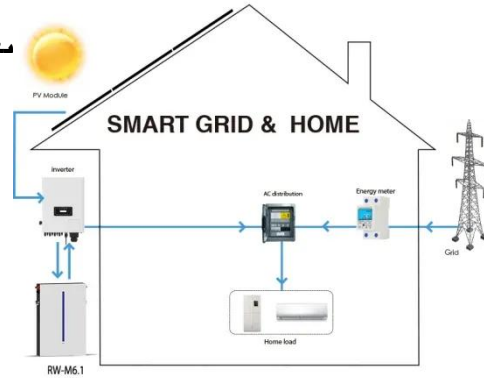 PV Module
SMART GRID & HOME
inverter
AC distribution
Energy meter
Grid
Home load
RW-M6.1